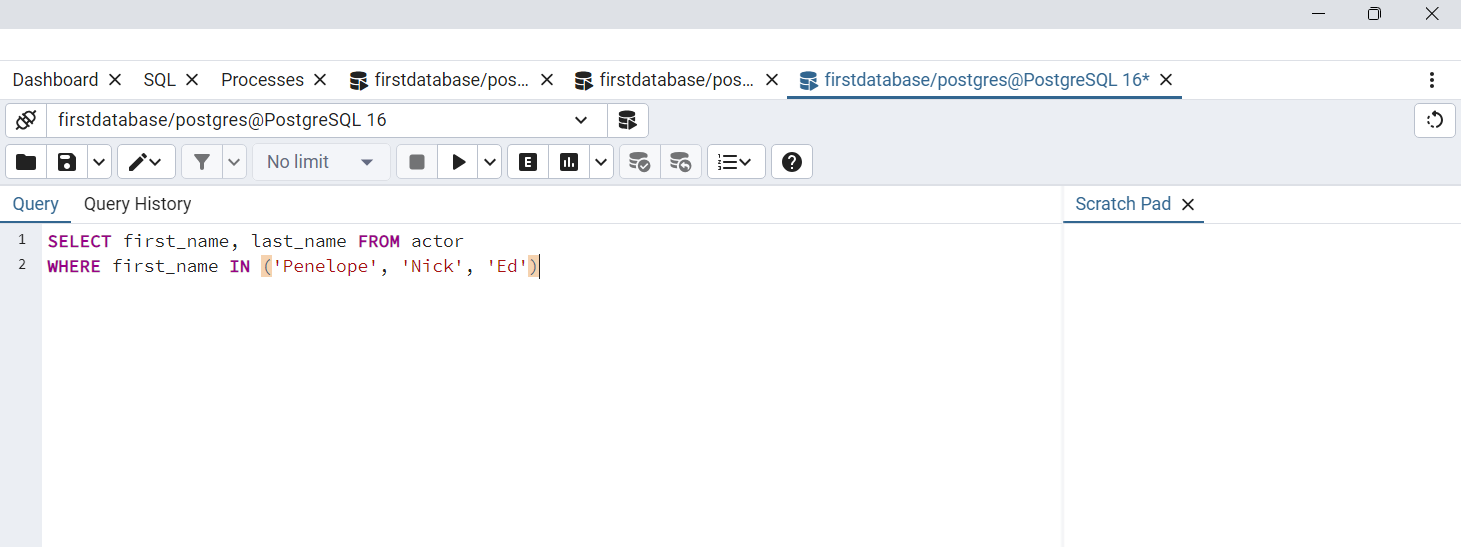 Dashboard SQL Processes firstdatabase/pos... firstdatabase/pos... firstdatabase/postgres@PostgreSQL 16*
firstdatabase/postgres@PostgreSQL 16
No limit E
Query Query History Scratch Pad
1 SELECT first_name, last_name FROM actor
2 WHERE first_name IN ('Penelope', 'Nick', 'Ed')